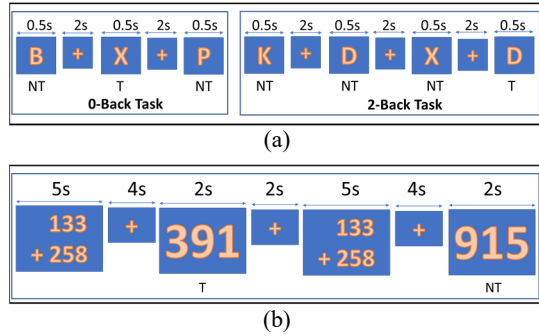 0.5s 2s 0.5s 2s 0.5s
B + X + P
NT T NT
0-Back Task
0.5s 2s 0.5s 2s 0.5s 2s 0.5s
K + D + X + D
NT NT NT T
2-Back Task
(a)
5s 4s 2s 2s 5s 4s 2s
133
+ 258
+
391
+
133
+ 258
+
915
T NT
(b)